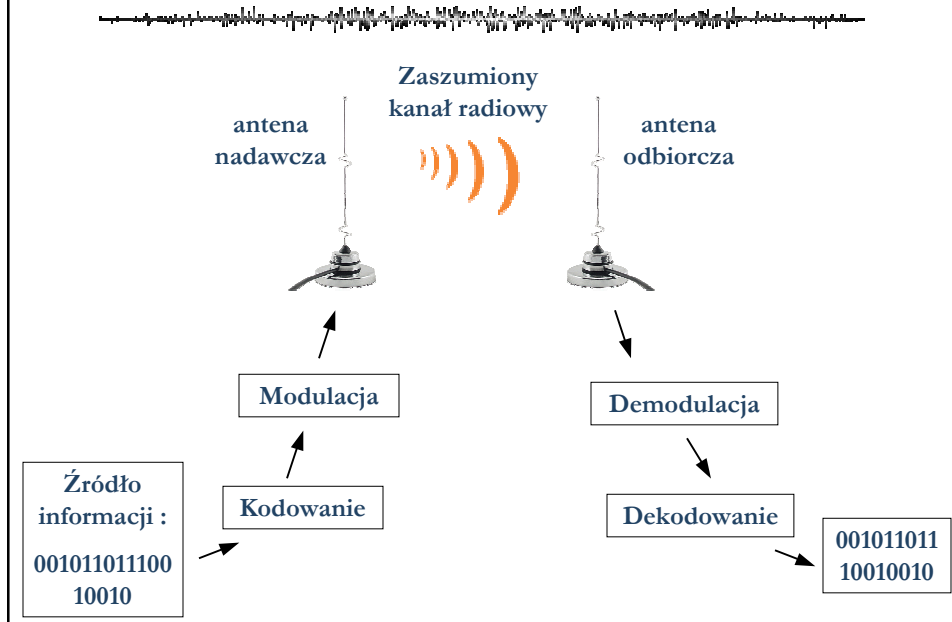 Zaszumiony
kanał radiowy
antena
nadawcza
antena
odbiorcza
Modulacja
Demodulacja
Źródło
informacji :
001011011100
10010
Kodowanie
Dekodowanie
001011011
10010010